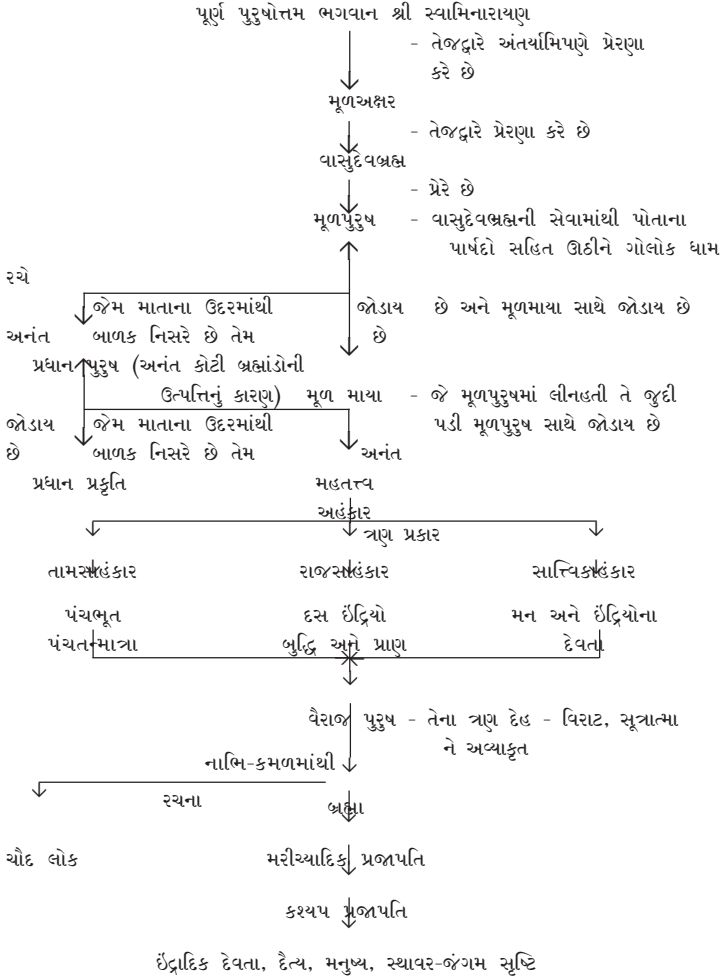 પૂર્ણ પુરુષોત્તમ ભગવાન શ્રી સ્વામિનારાયણ
- તેજદ્વારે અંતર્યામિપણે પ્રેરણા
કરે છે
મૂળઅક્ષર
- તેજદ્વારે પ્રેરણા કરે છે
વાસુદેવબ્રહ્મ
- પ્રેરે છે
મૂળપુરુષ - વાસુદેવભ્રહ્મની સેવામાંથી પોતાના
પાર્ષદો સહિત ઊઠીને ગોલોક ધામ
રચે
જેમ માતાના ઉદરમાંથી જોડાય છે અને મૂળમાયા સાથે જોડાય છે
અનંત બાળક નિસરે છે તેમ છે
પ્રધાન પુરુષ (અનંત કોટી બ્રહ્માંડોની
ઉત્પત્તિનું કારણ) મૂળ માયા - જે મૂળપુરુષમાં લીનહતી તે જુદી
જોડાય જેમ માતાના ઉદરમાંથી પડી મૂળપુરુષ સાથે જોડાય છે
છે બાળક નિસરે છે તેમ અનંત
પ્રધાન પ્રકૃતિ મહતત્ત્વ
અહંકાર
ત્રણ પ્રકાર
તામસાહંકાર રાજસાહંકાર સાત્ત્વિકાહંકાર
પંચભૂત દસ ઇંદ્રિયો મન અને ઇંદ્રિયોના
પંચતન્માત્રા બુદ્ધિ અને પ્રાણ દેવતા
વૈરાજ પુરુષ - તેના ત્રણ દેહ - વિરાટ, સૂત્રાત્મા
ને અવ્યાકૃત
નાભિ-કમળમાંથી
રચના બ્રહ્મા
ચૌદ લોક મરીચ્યાદિક પ્રજાપતિ
કશ્યપ પ્રજાપતિ
ઇંદ્રાદિક દેવતા, દૈત્ય, મનુષ્ય, સ્થાવર-જંગમ સૃષ્ટિ